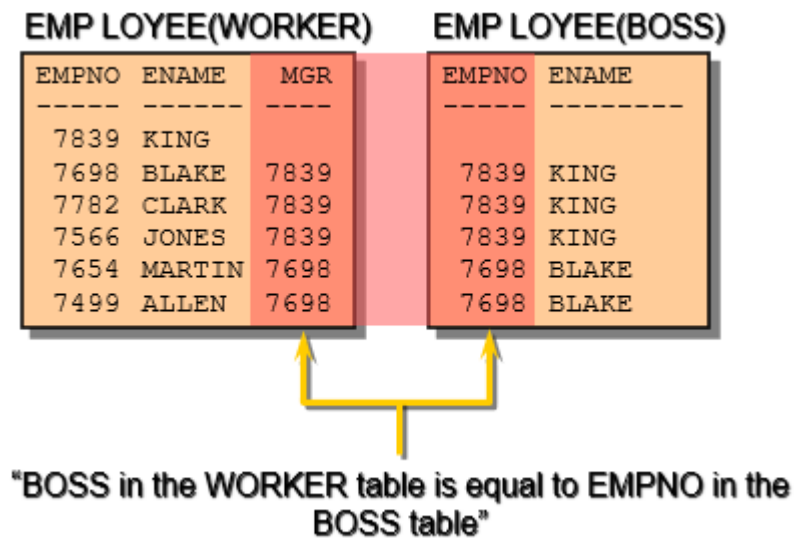 EMP LOYEE(WORKER) EMP LOYEE(BOSS)
EMPNO ENAME MGR EMPNO ENAME
----- ------ ---- ----- --------
7839 KING
7698 BLAKE 7839 7839 KING
7782 CLARK 7839 7839 KING
7566 JONES 7839 7839 KING
7654 MARTIN 7698 7698 BLAKE
7499 ALLEN 7698 7698 BLAKE
“BOSS in the WORKER table is equal to EMPNO in the
BOSS table”